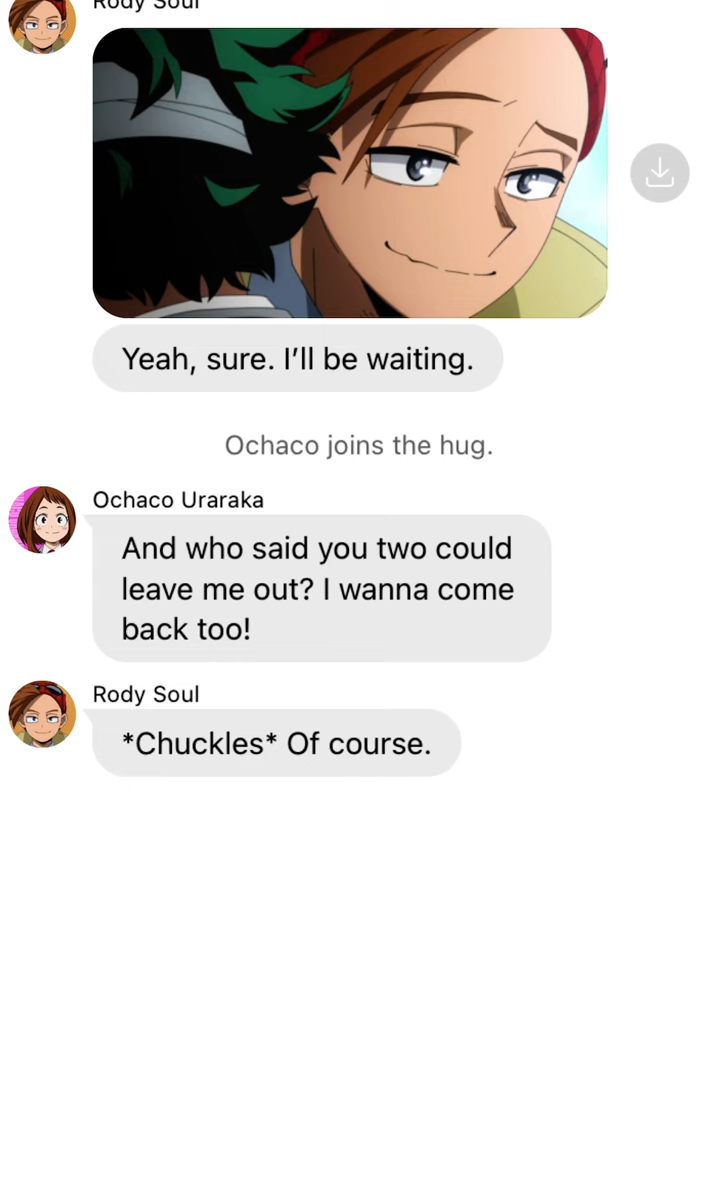 Rody Soul
Yeah, sure. I’ll be waiting.
Ochaco joins the hug.
Ochaco Uraraka
And who said you two could
leave me out? I wanna come
back too!
Rody Soul
*Chuckles* Of course.